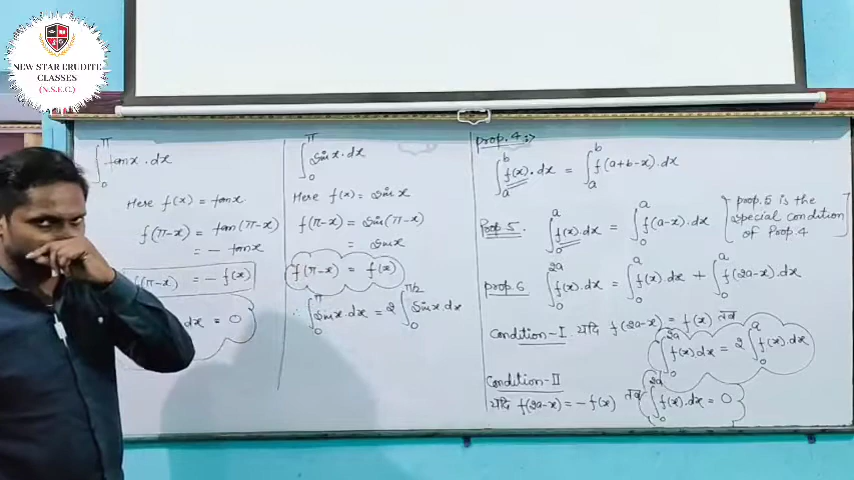 NEW STAR ERUDITE
CLASSES
(N.S.E.C.)
∫₀^π tan x . dx
Here f(x) = tan x
f(π-x) = tan(π-x)
= - tan x
f(π-x) = - f(x)
dx = 0
∫₀^π Sin x . dx
Here f(x) = Sin x
f(π-x) = Sin(π-x)
= Sin x
f(π-x) = f(x)
∴ ∫₀^π Sin x . dx = 2 ∫₀^{π/2} Sin x . dx
prop. 4 :->
∫ₐ^b f(x) . dx = ∫ₐ^b f(a+b-x) . dx
Prop 5. ∫₀^a f(x) . dx = ∫₀^a f(a-x) . dx
[prop. 5 is the
special condition
of Prop. 4]
prop 6 ∫₀^{2a} f(x) . dx = ∫₀^a f(x) . dx + ∫₀^a f(2a-x) . dx
Condition-I यदि f(2a-x) = f(x) तब
∫₀^{2a} f(x) dx = 2 ∫₀^a f(x) . dx
Condition-II
यदि f(2a-x) = - f(x) तब ∫₀^{2a} f(x) . dx = 0